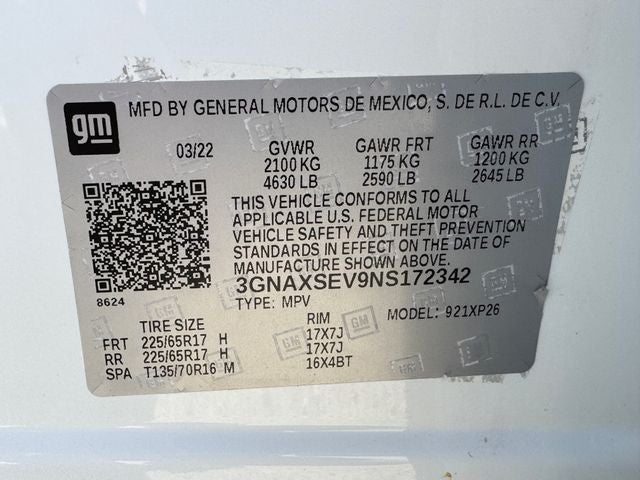 gm MFD BY GENERAL MOTORS DE MEXICO, S. DE R.L. DE C.V.
03/22 GVWR GAWR FRT GAWR RR
2100 KG 1175 KG 1200 KG
4630 LB 2590 LB 2645 LB
THIS VEHICLE CONFORMS TO ALL
APPLICABLE U.S. FEDERAL MOTOR
VEHICLE SAFETY AND THEFT PREVENTION
STANDARDS IN EFFECT ON THE DATE OF
MANUFACTURE SHOWN ABOVE.
3GNAXSEV9NS172342
8624 TYPE: MPV MODEL: 921XP26
TIRE SIZE RIM
FRT 225/65R17 H 17X7J
RR 225/65R17 H 17X7J
SPA T135/70R16 M 16X4BT